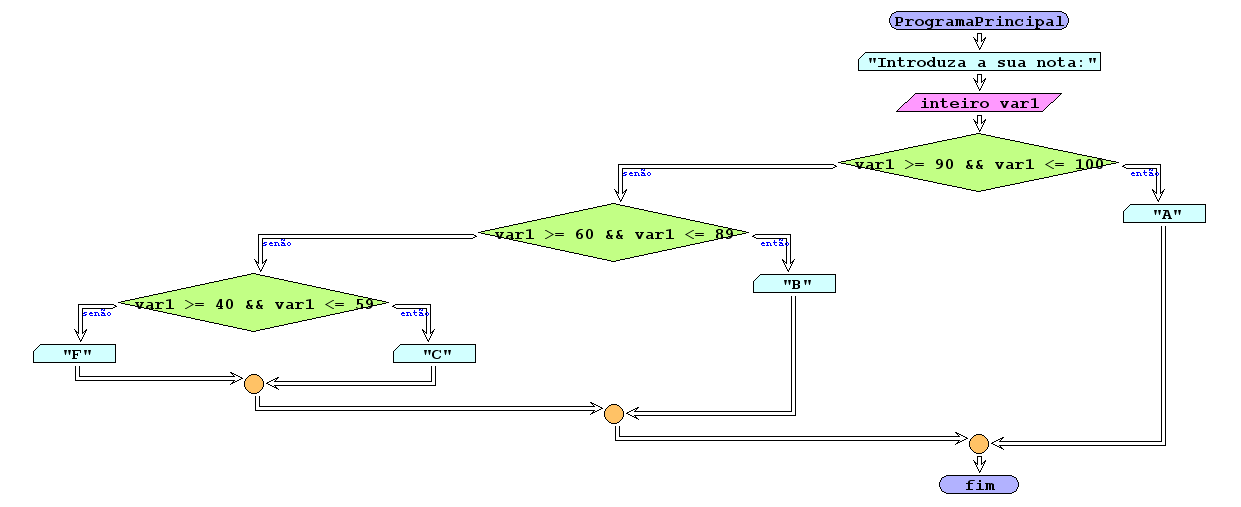 ProgramaPrincipal
"Introduza a sua nota:"
inteiro var1
var1 >= 90 && var1 <= 100
senão
então
"A"
var1 >= 60 && var1 <= 89
senão
então
"B"
var1 >= 40 && var1 <= 59
senão
então
"F"
"C"
fim